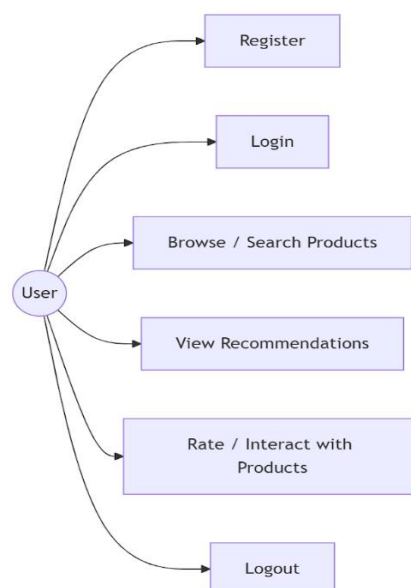 Register
Login
Browse / Search Products
User
View Recommendations
Rate / Interact with
Products
Logout